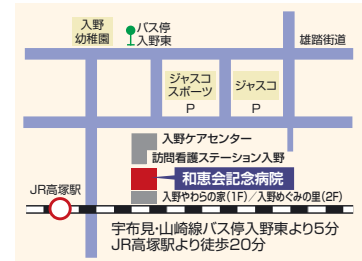 入野
幼稚園
バス停
入野東
雄踏街道
ジャスコ
スポーツ
P
ジャスコ
P
入野ケアセンター
訪問看護ステーション入野
和恵会記念病院
JR高塚駅
入野やわらの家(1F)/入野めぐみの里(2F)
宇布見・山崎線バス停入野東より5分
JR高塚駅より徒歩20分